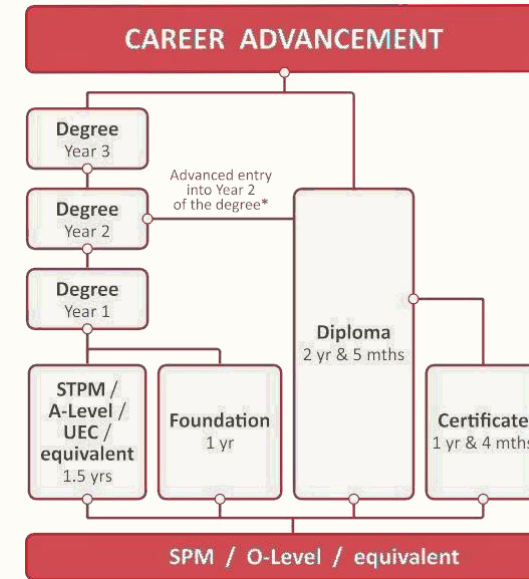 CAREER ADVANCEMENT
Degree
Year 3
Advanced entry
into Year 2
of the degree*
Degree
Year 2
Degree
Year 1
Diploma
2 yr & 5 mths
STPM /
A-Level /
UEC /
equivalent
1.5 yrs
Foundation
1 yr
Certificate
1 yr & 4 mths
SPM / O-Level / equivalent